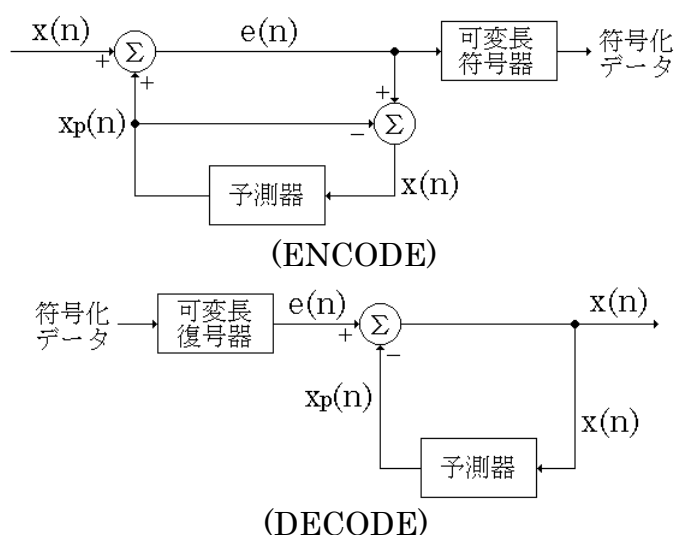 x(n)
+
Σ
+
e(n)
可変長
符号器
符号化
データ
xp(n)
+
−
Σ
予測器
x(n)
(ENCODE)
符号化
データ
可変長
復号器
e(n)
+
Σ
−
x(n)
xp(n)
x(n)
予測器
(DECODE)